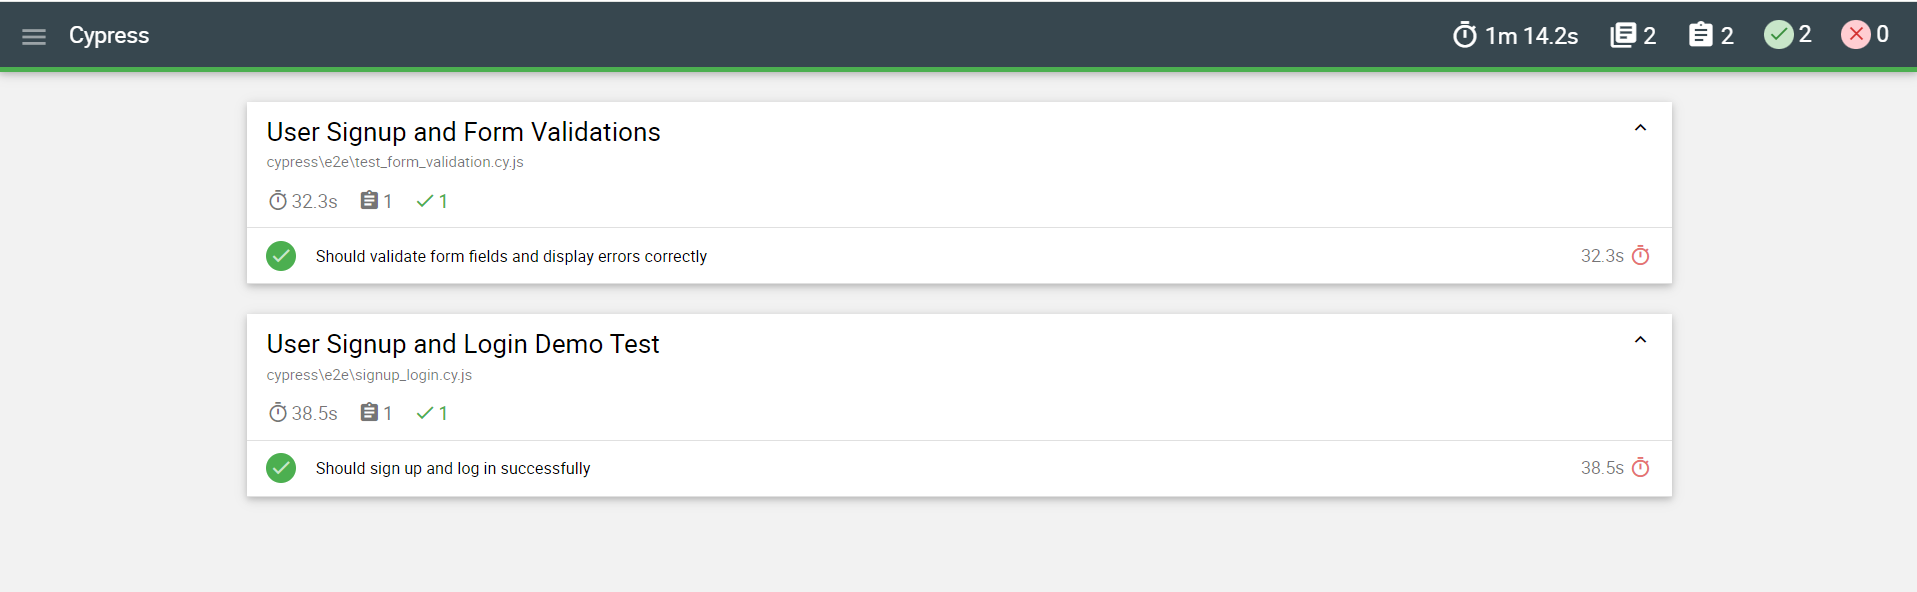 Cypress
1m 14.2s 2 2 2 0
User Signup and Form Validations
cypress\e2e\test_form_validation.cy.js
32.3s 1 1
Should validate form fields and display errors correctly 32.3s
User Signup and Login Demo Test
cypress\e2e\signup_login.cy.js
38.5s 1 1
Should sign up and log in successfully 38.5s